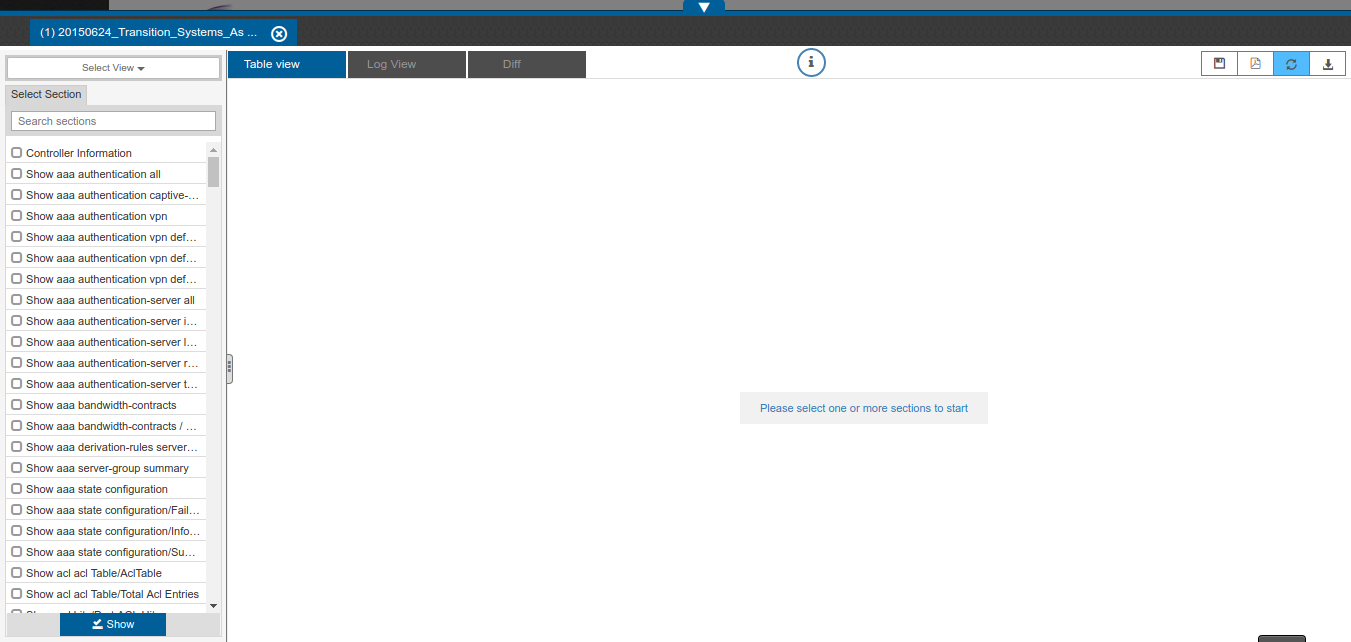 (1) 20150624_Transition_Systems_As ...
Select View
Table view
Log View
Diff
Select Section
Search sections
Controller Information
Show aaa authentication all
Show aaa authentication captive-...
Show aaa authentication vpn
Show aaa authentication vpn def...
Show aaa authentication vpn def...
Show aaa authentication vpn def...
Show aaa authentication-server all
Show aaa authentication-server i...
Show aaa authentication-server l...
Show aaa authentication-server r...
Show aaa authentication-server t...
Show aaa bandwidth-contracts
Show aaa bandwidth-contracts / ...
Show aaa derivation-rules server...
Show aaa server-group summary
Show aaa state configuration
Show aaa state configuration/Fail...
Show aaa state configuration/Info...
Show aaa state configuration/Su...
Show acl acl Table/AclTable
Show acl acl Table/Total Acl Entries
Show
Please select one or more sections to start